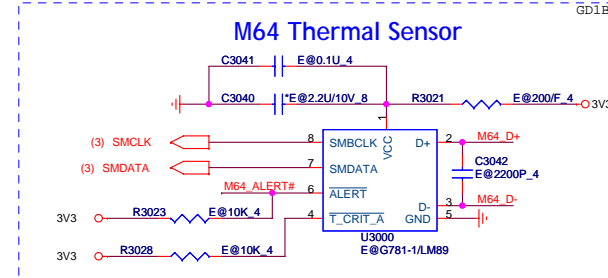 GD1B
M64 Thermal Sensor
C3041 E@0.1U_4
C3040 *E@2.2U/10V_8
R3021 E@200/F_4
3V3
1
(3) SMCLK 8 SMBCLK VCC D+ 2 M64_D+
(3) SMDATA 7 SMDATA
C3042
E@2200P_4
M64_ALERT# 6 ALERT
D- 3 M64_D-
3V3 R3023 E@10K_4 4 T_CRIT_A GND 5
U3000
E@G781-1/LM89
3V3 R3028 E@10K_4